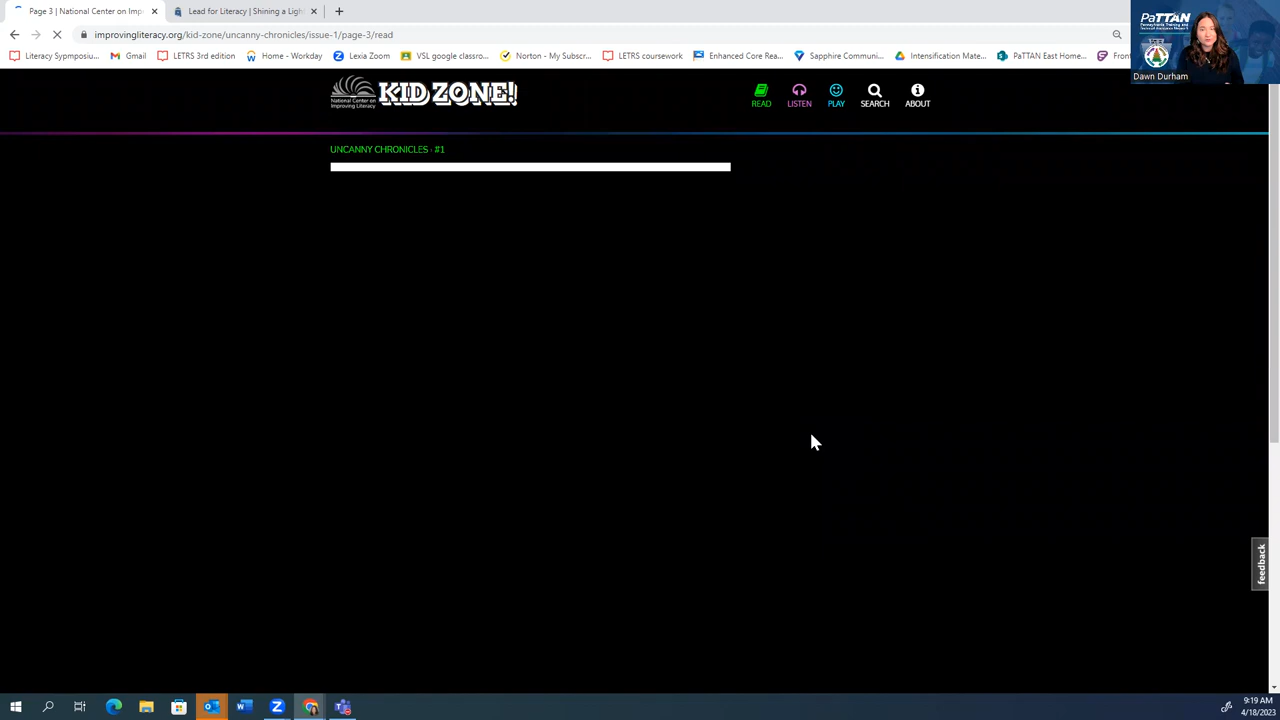 Page 3 | National Center on Imp
Lead for Literacy | Shining a Ligh
improvingliteracy.org/kid-zone/uncanny-chronicles/issue-1/page-3/read
Literacy Sypmposiu...
Gmail
LETRS 3rd edition
Home - Workday
Lexia Zoom
VSL google classro...
Norton - My Subscr...
LETRS coursework
Enhanced Core Rea...
Sapphire Communi...
Intensification Mate...
PaTTAN East Home...
Fron
PaTTAN
Dawn Durham
National Center on
Improving Literacy
KID ZONE!
READ
LISTEN
PLAY
SEARCH
ABOUT
UNCANNY CHRONICLES · #1
feedback
9:19 AM
4/18/2023